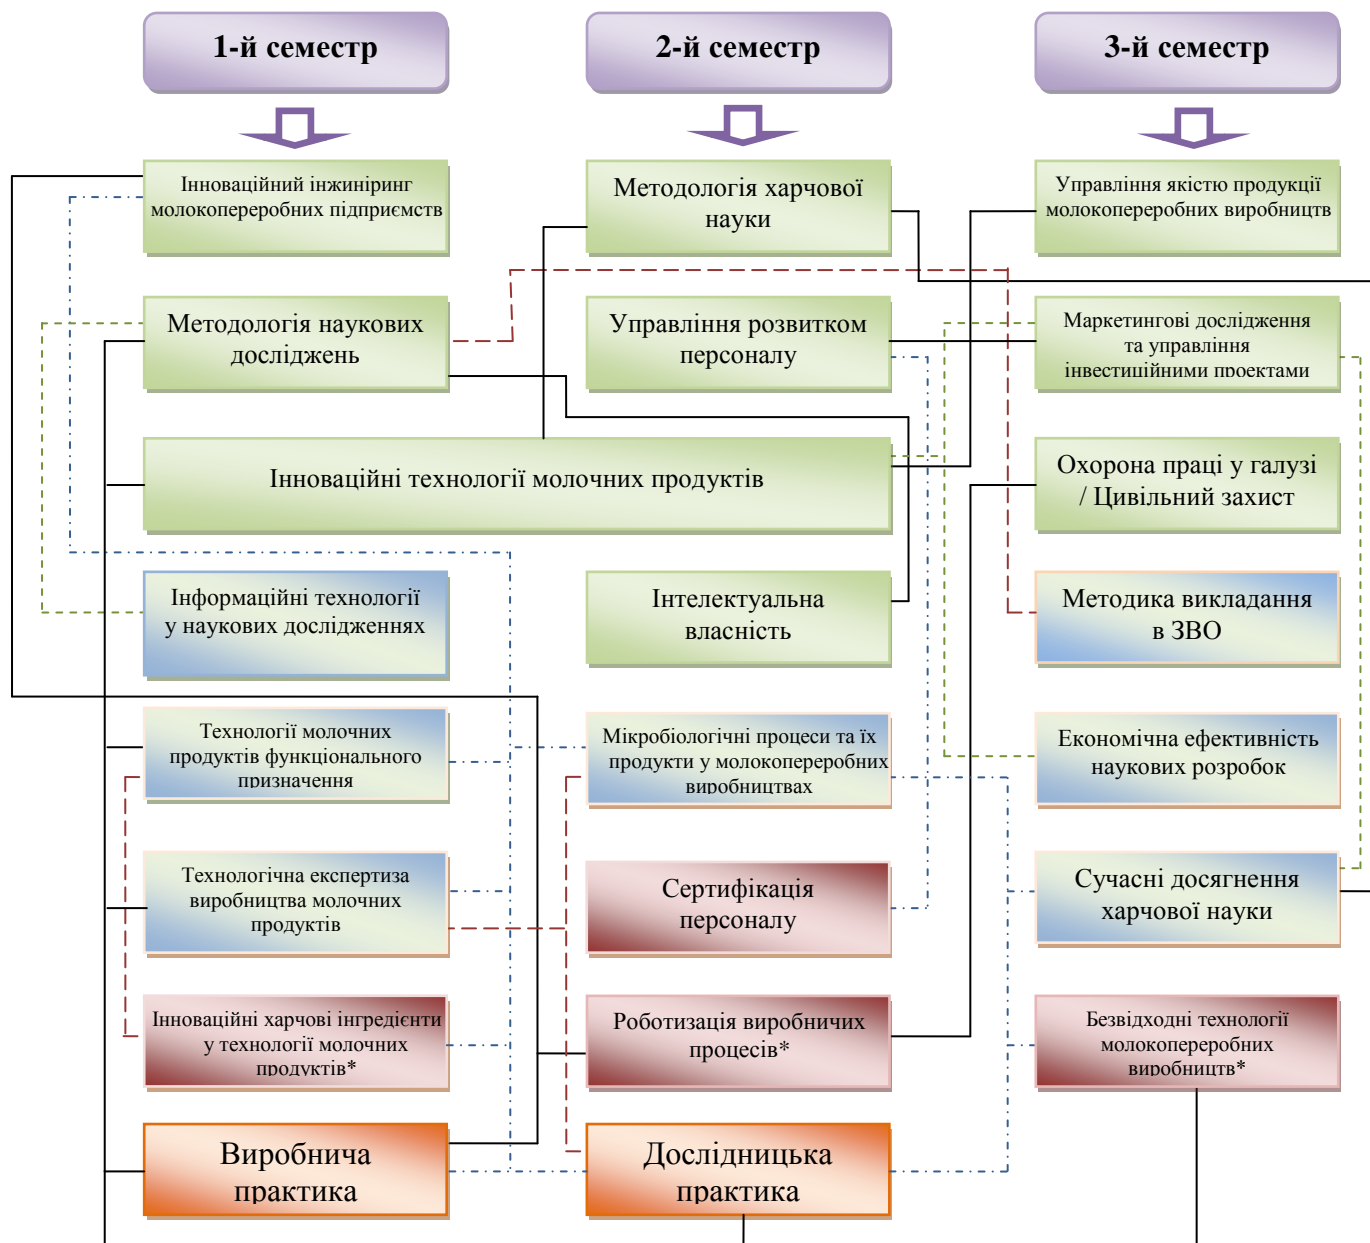 1-й семестр
2-й семестр
3-й семестр
Інноваційний інжиніринг
молокопереробних підприємств
Методологія харчової
науки
Управління якістю продукції
молокопереробних виробництв
Методологія наукових
досліджень
Управління розвитком
персоналу
Маркетингові дослідження
та управління
інвестиційними проектами
Інноваційні технології молочних продуктів
Охорона праці у галузі
/ Цивільний захист
Інформаційні технології
у наукових дослідженнях
Інтелектуальна
власність
Методика викладання
в ЗВО
Технології молочних
продуктів функціонального
призначення
Мікробіологічні процеси та їх
продукти у молокопереробних
виробництвах
Економічна ефективність
наукових розробок
Технологічна експертиза
виробництва молочних
продуктів
Сертифікація
персоналу
Сучасні досягнення
харчової науки
Інноваційні харчові інгредієнти
у технології молочних
продуктів*
Роботизація виробничих
процесів*
Безвідходні технології
молокопереробних
виробництв*
Виробнича
практика
Дослідницька
практика